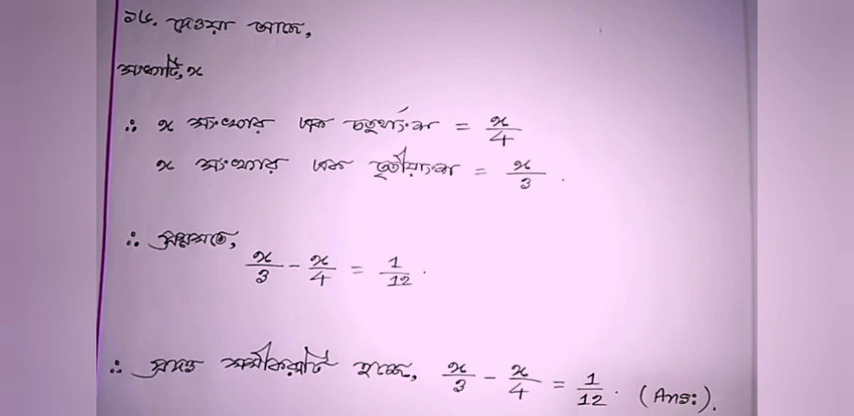 ১৬. দেওয়া আছে,
সংখ্যাটি, x
∴ x সংখ্যার এক চতুর্থাংশ = x/4
x সংখ্যার এক তৃতীয়াংশ = x/3.
∴ প্রশ্নমতে,
x/3 - x/4 = 1/12.
∴ প্রদত্ত সমীকরণটি হচ্ছে, x/3 - x/4 = 1/12. (Ans:).